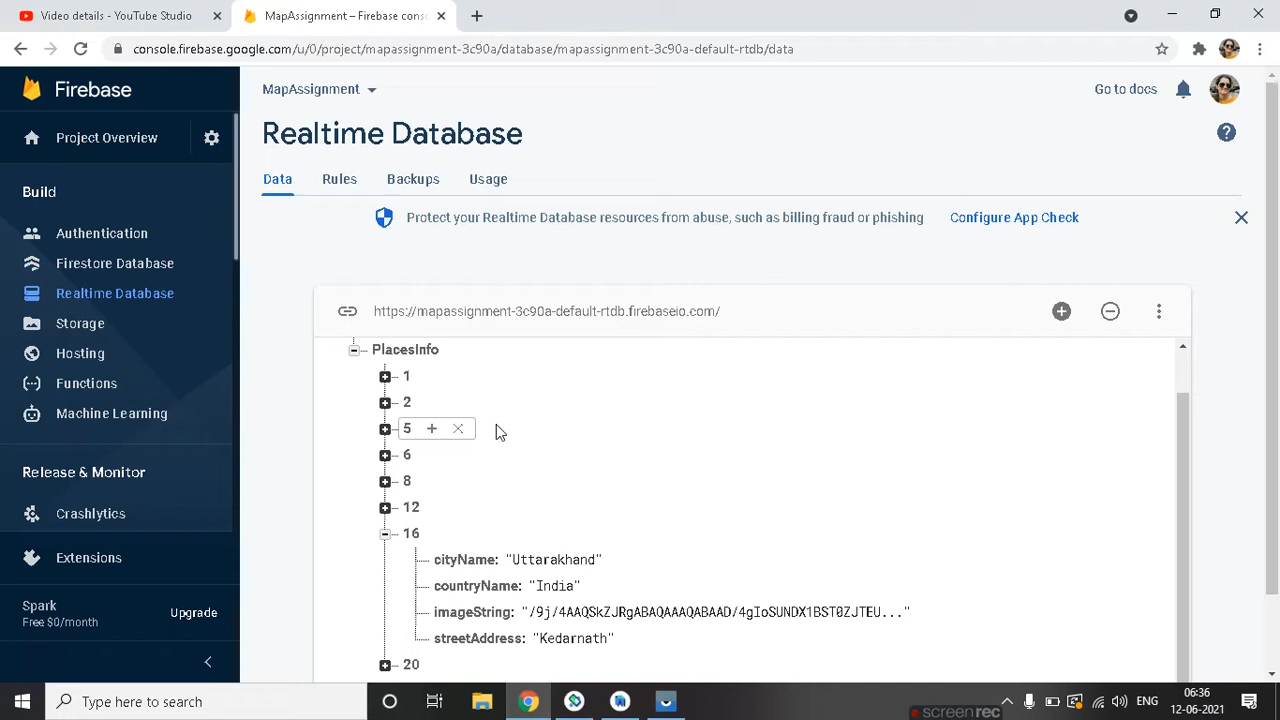 Video details - YouTube Studio
MapAssignment – Firebase cons
console.firebase.google.com/u/0/project/mapassignment-3c90a/database/mapassignment-3c90a-default-rtdb/data
Firebase
MapAssignment
Go to docs
Project Overview
Realtime Database
Data Rules Backups Usage
Build
Protect your Realtime Database resources from abuse, such as billing fraud or phishing Configure App Check
Authentication
Firestore Database
Realtime Database
Storage
Hosting
Functions
Machine Learning
Release & Monitor
Crashlytics
Extensions
Spark
Free $0/month
Upgrade
https://mapassignment-3c90a-default-rtdb.firebaseio.com/
PlacesInfo
1
2
5
6
8
12
16
cityName: "Uttarakhand"
countryName: "India"
imageString: "/9j/4AAQSkZJRgABAQAAAQABAAD/4gIoSUNDX1BST0ZJTEU..."
streetAddress: "Kedarnath"
20
Type here to search
ENG
06:36
12-06-2021
screenrec